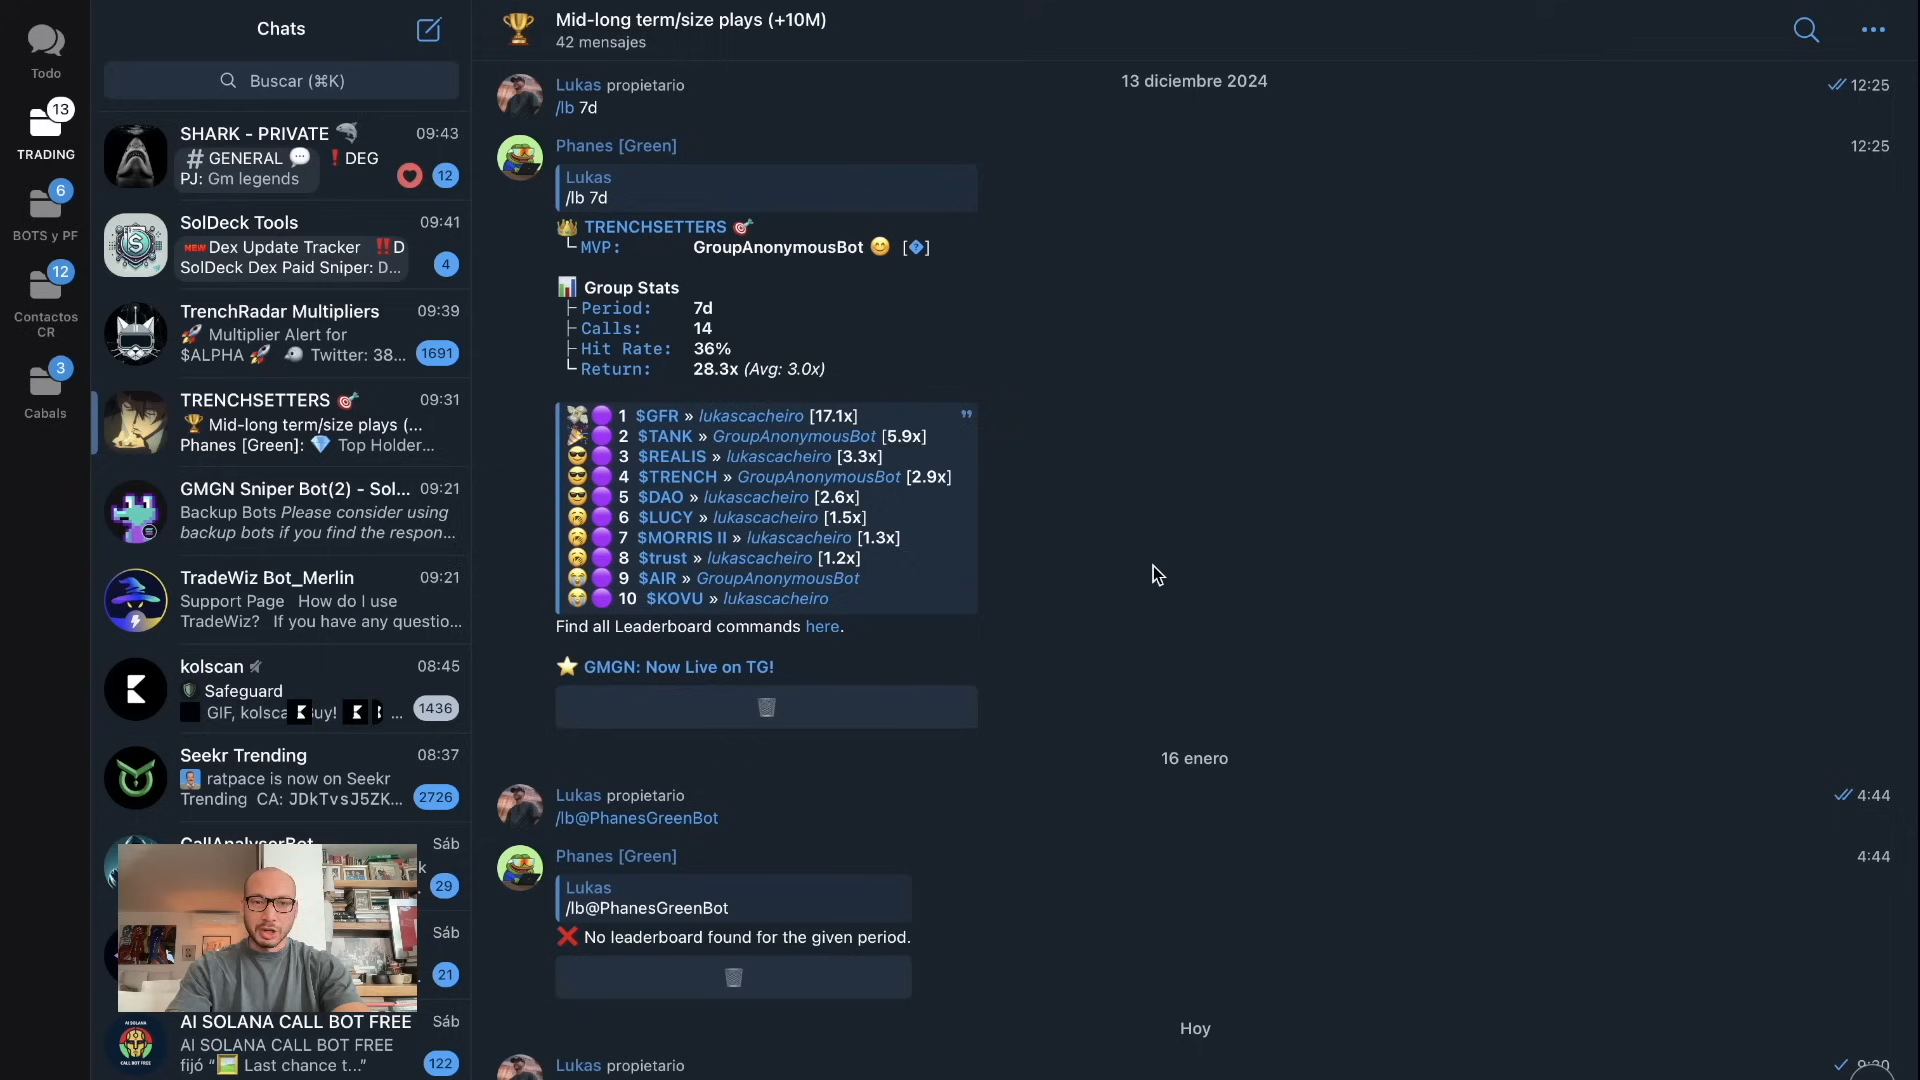 Todo
13
TRADING
6
BOTS y PF
12
Contactos
CR
3
Cabals
Chats
Buscar (⌘K)
SHARK - PRIVATE 🦈 09:43
# GENERAL 💬 ❗DEG
PJ: Gm legends 12
SolDeck Tools 09:41
NEW Dex Update Tracker ‼️D
SolDeck Dex Paid Sniper: D... 4
TrenchRadar Multipliers 09:39
🚀 Multiplier Alert for
$ALPHA 🚀 Twitter: 38... 1691
TRENCHSETTERS 🎯 09:31
🏆 Mid-long term/size plays (...
Phanes [Green]: 💎 Top Holder...
GMGN Sniper Bot(2) - Sol... 09:21
Backup Bots Please consider using
backup bots if you find the respon...
TradeWiz Bot_Merlin 09:21
Support Page How do I use
TradeWiz? If you have any questio...
kolscan 08:45
Safeguard
GIF, kolsca uy! ... 1436
Seekr Trending 08:37
ratpace is now on Seekr
Trending CA: JDkTvsJ5ZK... 2726
CallAnalyserBot Sáb
29
Sáb
21
AI SOLANA CALL BOT FREE Sáb
AI SOLANA CALL BOT FREE
fijó “🖼️ Last chance t...” 122
AI SOLANA
CALL BOT FREE
🏆 Mid-long term/size plays (+10M)
42 mensajes
13 diciembre 2024
Lukas propietario 12:25
/lb 7d
Phanes [Green] 12:25
Lukas
/lb 7d
👑 TRENCHSETTERS 🎯
└ MVP: GroupAnonymousBot 😊 [�]
📊 Group Stats
├ Period: 7d
├ Calls: 14
├ Hit Rate: 36%
└ Return: 28.3x (Avg: 3.0x)
💸🟣 1 $GFR » lukascacheiro [17.1x]
🎉🟣 2 $TANK » GroupAnonymousBot [5.9x]
😎🟣 3 $REALIS » lukascacheiro [3.3x]
😎🟣 4 $TRENCH » GroupAnonymousBot [2.9x]
😎🟣 5 $DAO » lukascacheiro [2.6x]
🥱🟣 6 $LUCY » lukascacheiro [1.5x]
🥱🟣 7 $MORRIS II » lukascacheiro [1.3x]
🥱🟣 8 $trust » lukascacheiro [1.2x]
😭🟣 9 $AIR » GroupAnonymousBot
😭🟣 10 $KOVU » lukascacheiro
Find all Leaderboard commands here.
⭐ GMGN: Now Live on TG!
16 enero
Lukas propietario 4:44
/lb@PhanesGreenBot
Phanes [Green] 4:44
Lukas
/lb@PhanesGreenBot
❌ No leaderboard found for the given period.
Hoy
Lukas propietario 9:30